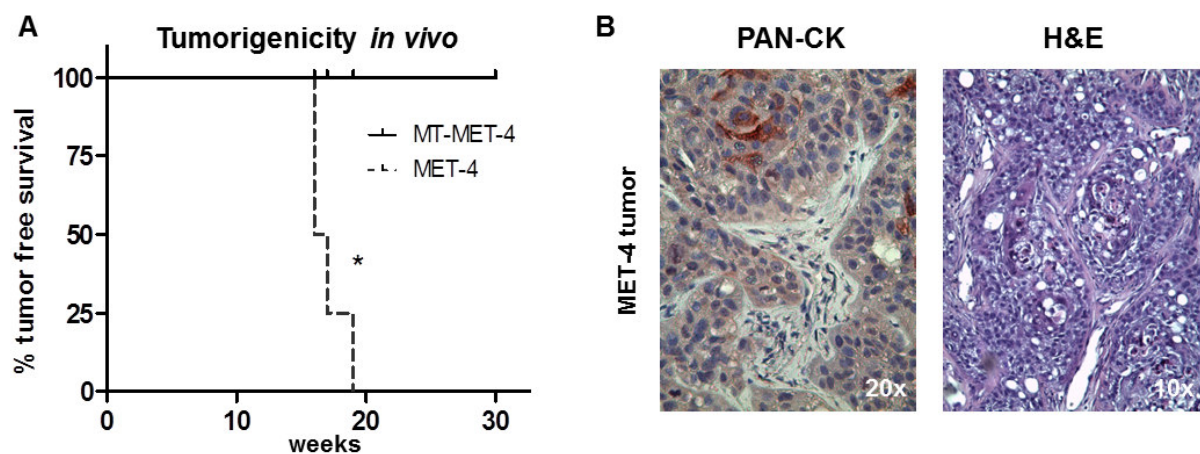 A
Tumorigenicity in vivo
% tumor free survival
100
75
50
25
0
MT-MET-4
MET-4
*
0
10
20
30
weeks
B
PAN-CK
H&E
MET-4 tumor
20x
10x